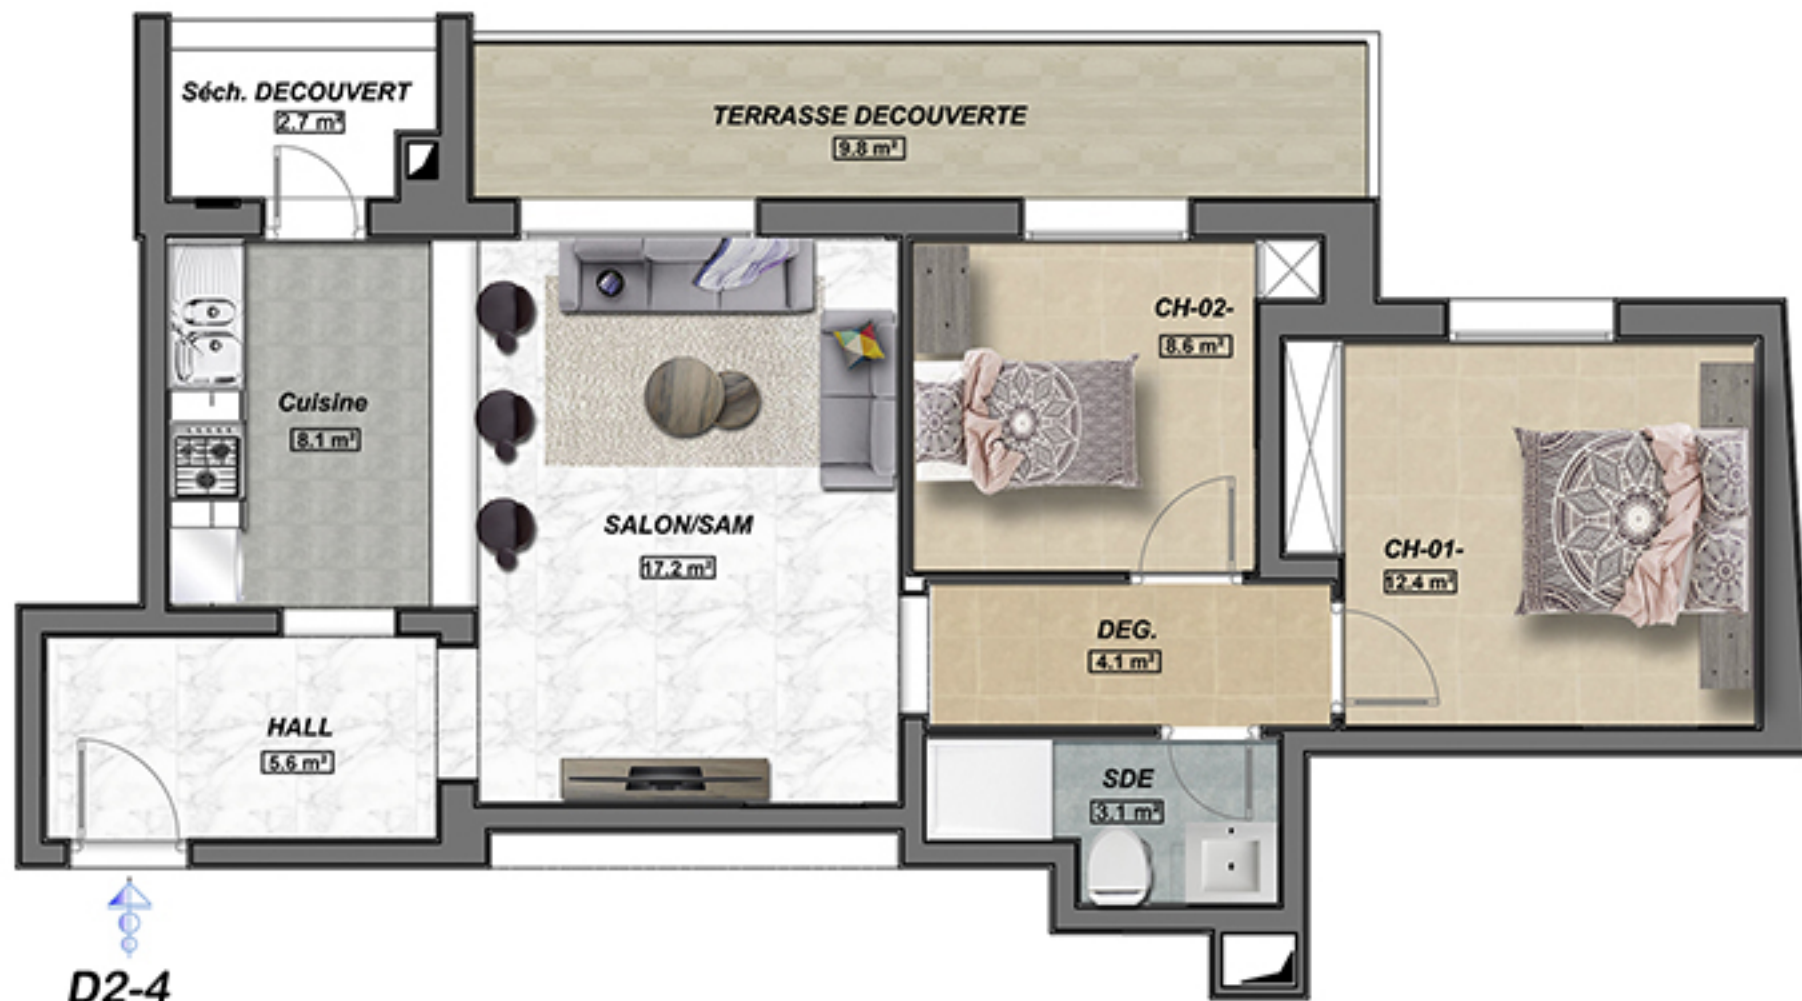 Séch. DECOUVERT
2.7 m²
TERRASSE DECOUVERTE
9.8 m²
CH-02-
8.6 m²
Cuisine
8.1 m²
SALON/SAM
17.2 m²
CH-01-
12.4 m²
DEG.
4.1 m²
HALL
5.6 m²
SDE
3.1 m²
D2-4